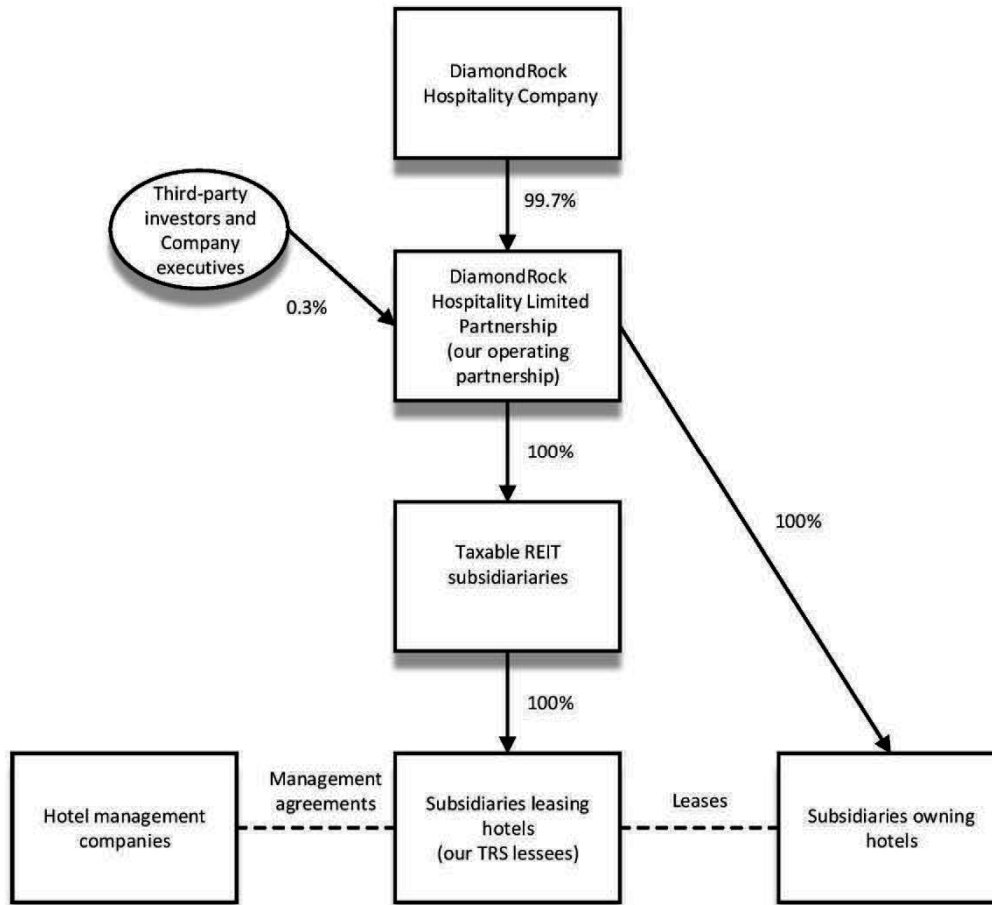 DiamondRock
Hospitality Company
99.7%
Third-party
investors and
Company
executives
0.3%
DiamondRock
Hospitality Limited
Partnership
(our operating
partnership)
100%
100%
Taxable REIT
subsidiariaries
100%
Hotel management
companies
Management
agreements
Subsidiaries leasing
hotels
(our TRS lessees)
Leases
Subsidiaries owning
hotels